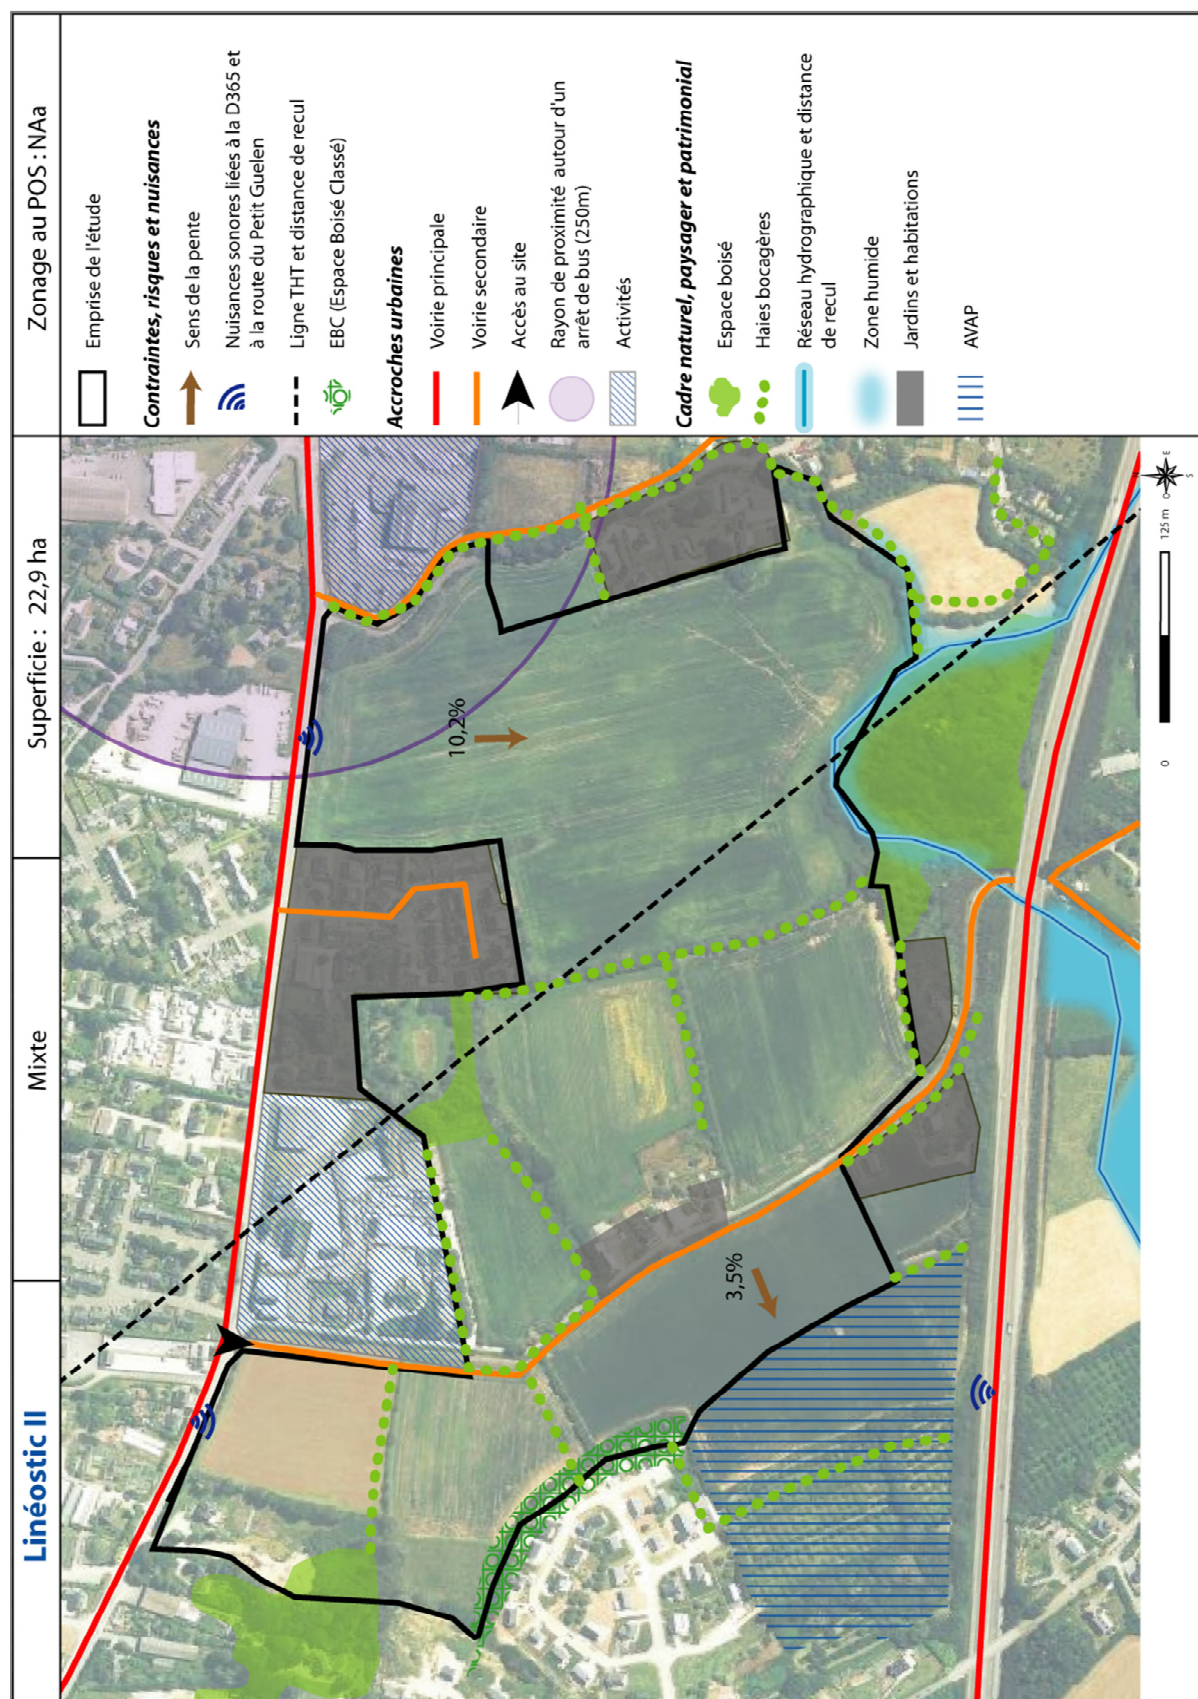 Linéostic II
Mixte
Superficie : 22,9 ha
Zonage au POS : NAa
10,2%
3,5%
Emprise de l'étude
Contraintes, risques et nuisances
Sens de la pente
Nuisances sonores liées à la D365 et
à la route du Petit Guelen
Ligne THT et distance de recul
EBC (Espace Boisé Classé)
Accroches urbaines
Voirie principale
Voirie secondaire
Accès au site
Rayon de proximité autour d'un
arrêt de bus (250m)
Activités
Cadre naturel, paysager et patrimonial
Espace boisé
Haies bocagères
Réseau hydrographique et distance
de recul
Zone humide
Jardins et habitations
AVAP
0
125 m
O
E
S